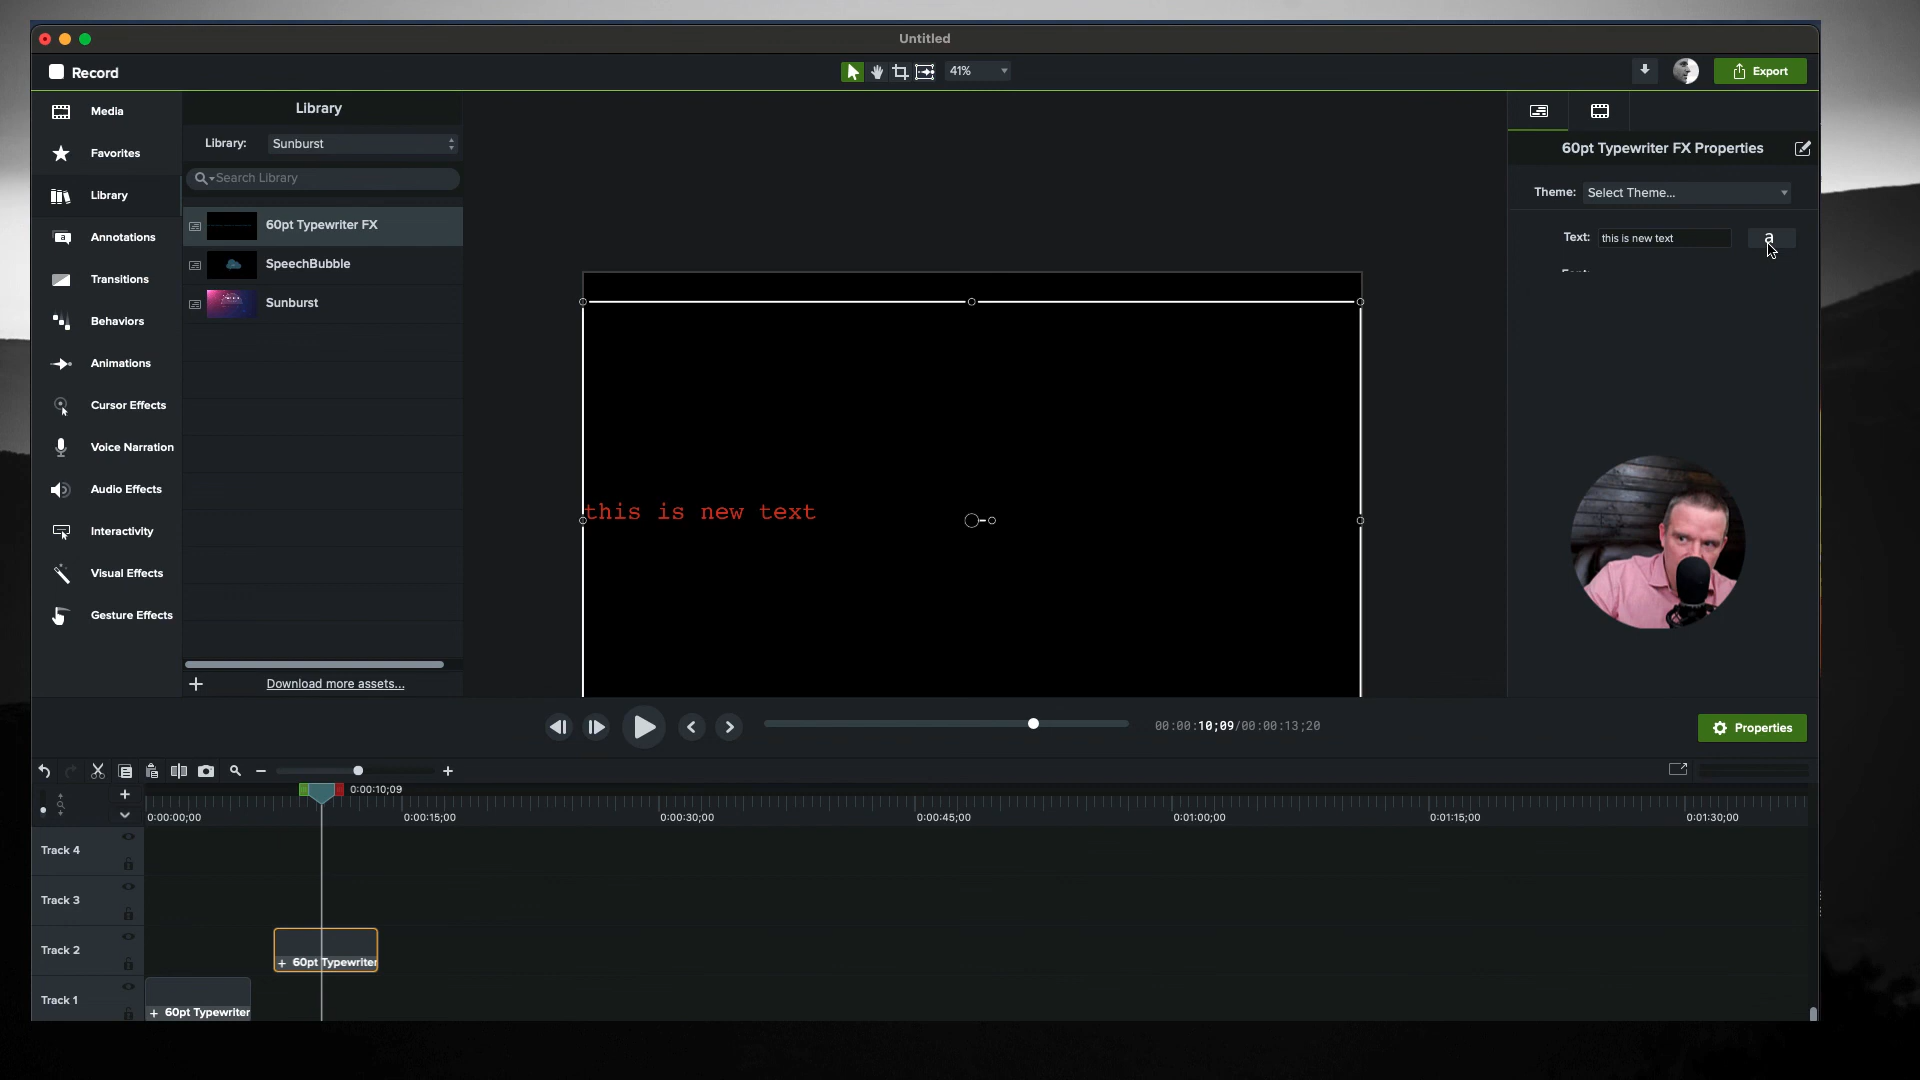 Untitled
Record
41%
Export
Media
Favorites
Library
Annotations
Transitions
Behaviors
Animations
Cursor Effects
Voice Narration
Audio Effects
Interactivity
Visual Effects
Gesture Effects
Library
Library:
Sunburst
Search Library
60pt Typewriter FX
SpeechBubble
Sunburst
Download more assets...
this is new text
60pt Typewriter FX Properties
Theme:
Select Theme...
Text:
this is new text
a
00:00:10;09/00:00:13;20
Properties
0:00:10;09
0:00:00;00
0:00:15;00
0:00:30;00
0:00:45;00
0:01:00;00
0:01:15;00
0:01:30;00
Track 4
Track 3
Track 2
+ 60pt Typewriter
Track 1
+ 60pt Typewriter